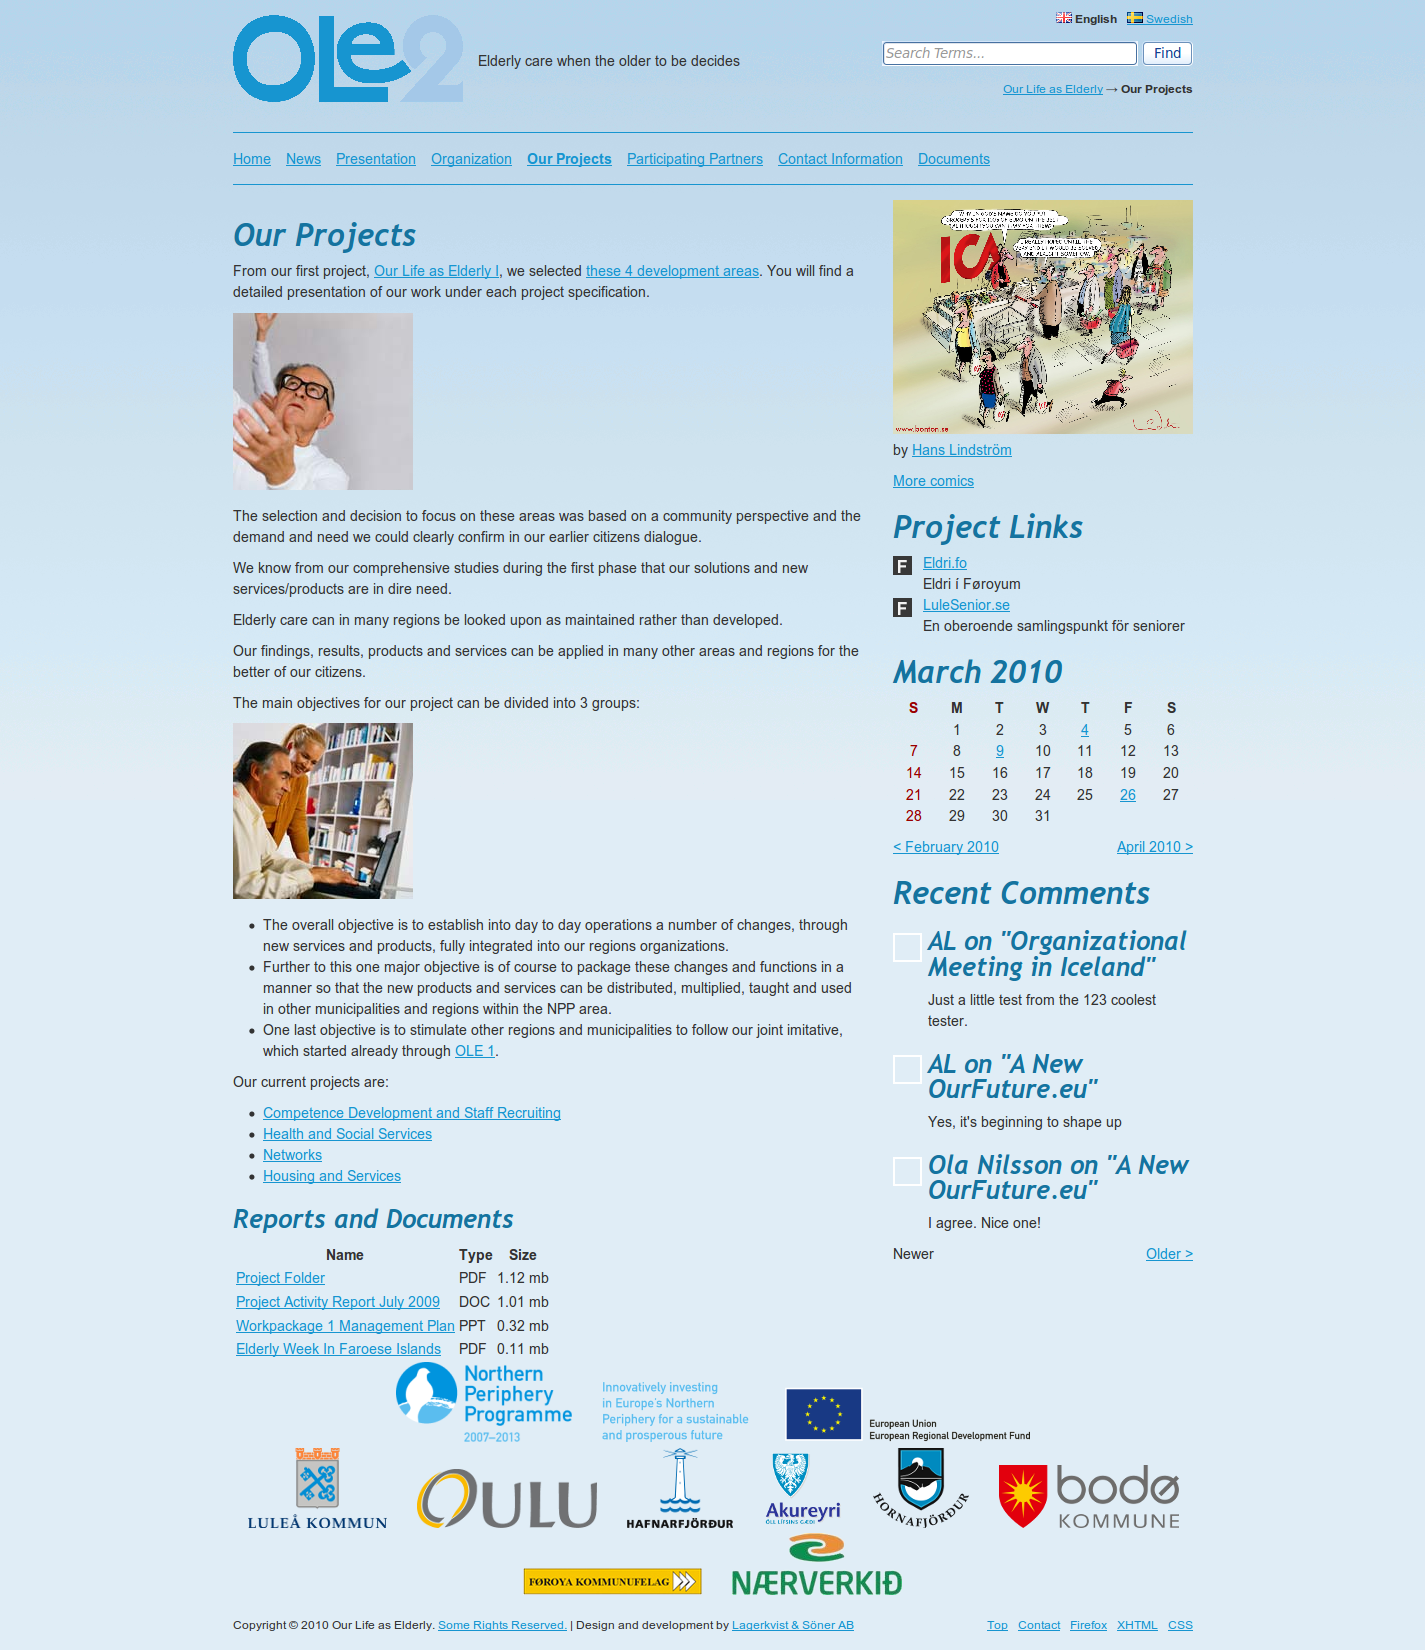 OLe2
Elderly care when the older to be decides
English Swedish
Search Terms... Find
Our Life as Elderly → Our Projects
Home News Presentation Organization Our Projects Participating Partners Contact Information Documents
Our Projects
From our first project, Our Life as Elderly I, we selected these 4 development areas. You will find a
detailed presentation of our work under each project specification.
The selection and decision to focus on these areas was based on a community perspective and the
demand and need we could clearly confirm in our earlier citizens dialogue.
We know from our comprehensive studies during the first phase that our solutions and new
services/products are in dire need.
Elderly care can in many regions be looked upon as maintained rather than developed.
Our findings, results, products and services can be applied in many other areas and regions for the
better of our citizens.
The main objectives for our project can be divided into 3 groups:
• The overall objective is to establish into day to day operations a number of changes, through
new services and products, fully integrated into our regions organizations.
• Further to this one major objective is of course to package these changes and functions in a
manner so that the new products and services can be distributed, multiplied, taught and used
in other municipalities and regions within the NPP area.
• One last objective is to stimulate other regions and municipalities to follow our joint imitative,
which started already through OLE 1.
Our current projects are:
• Competence Development and Staff Recruiting
• Health and Social Services
• Networks
• Housing and Services
Reports and Documents
Name Type Size
Project Folder PDF 1.12 mb
Project Activity Report July 2009 DOC 1.01 mb
Workpackage 1 Management Plan PPT 0.32 mb
Elderly Week In Faroese Islands PDF 0.11 mb
ICA
www.bonton.se
by Hans Lindström
More comics
Project Links
F Eldri.fo
Eldri í Føroyum
F LuleSenior.se
En oberoende samlingspunkt för seniorer
March 2010
S M T W T F S
1 2 3 4 5 6
7 8 9 10 11 12 13
14 15 16 17 18 19 20
21 22 23 24 25 26 27
28 29 30 31
< February 2010 April 2010 >
Recent Comments
AL on "Organizational
Meeting in Iceland"
Just a little test from the 123 coolest
tester.
AL on "A New
OurFuture.eu"
Yes, it's beginning to shape up
Ola Nilsson on "A New
OurFuture.eu"
I agree. Nice one!
Newer Older >
Northern
Periphery
Programme
2007–2013
Innovatively investing
in Europe's Northern
Periphery for a sustainable
and prosperous future
European Union
European Regional Development Fund
LULEÅ KOMMUN
OULU
HAFNARFJÖRÐUR
Akureyri
ÖLL LÍFSINS GÆÐI
HORNAFJÖRÐUR
bodø
KOMMUNE
FØROYA KOMMUNUFELAG
NÆRVERKIÐ
Copyright © 2010 Our Life as Elderly. Some Rights Reserved. | Design and development by Lagerkvist & Söner AB
Top Contact Firefox XHTML CSS